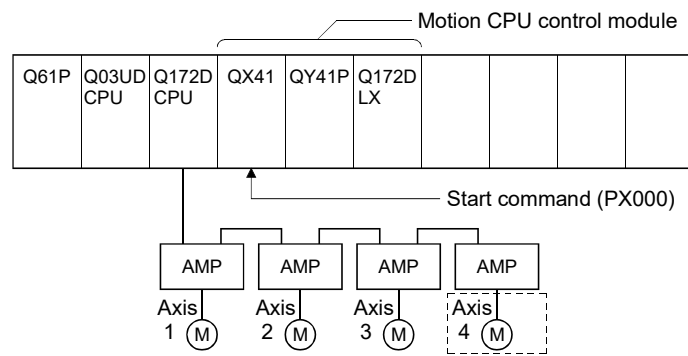 Motion CPU control module
Q61P
Q03UD
CPU
Q172D
CPU
QX41
QY41P
Q172D
LX
Start command (PX000)
AMP
AMP
AMP
AMP
Axis
1
M
Axis
2
M
Axis
3
M
Axis
4
M